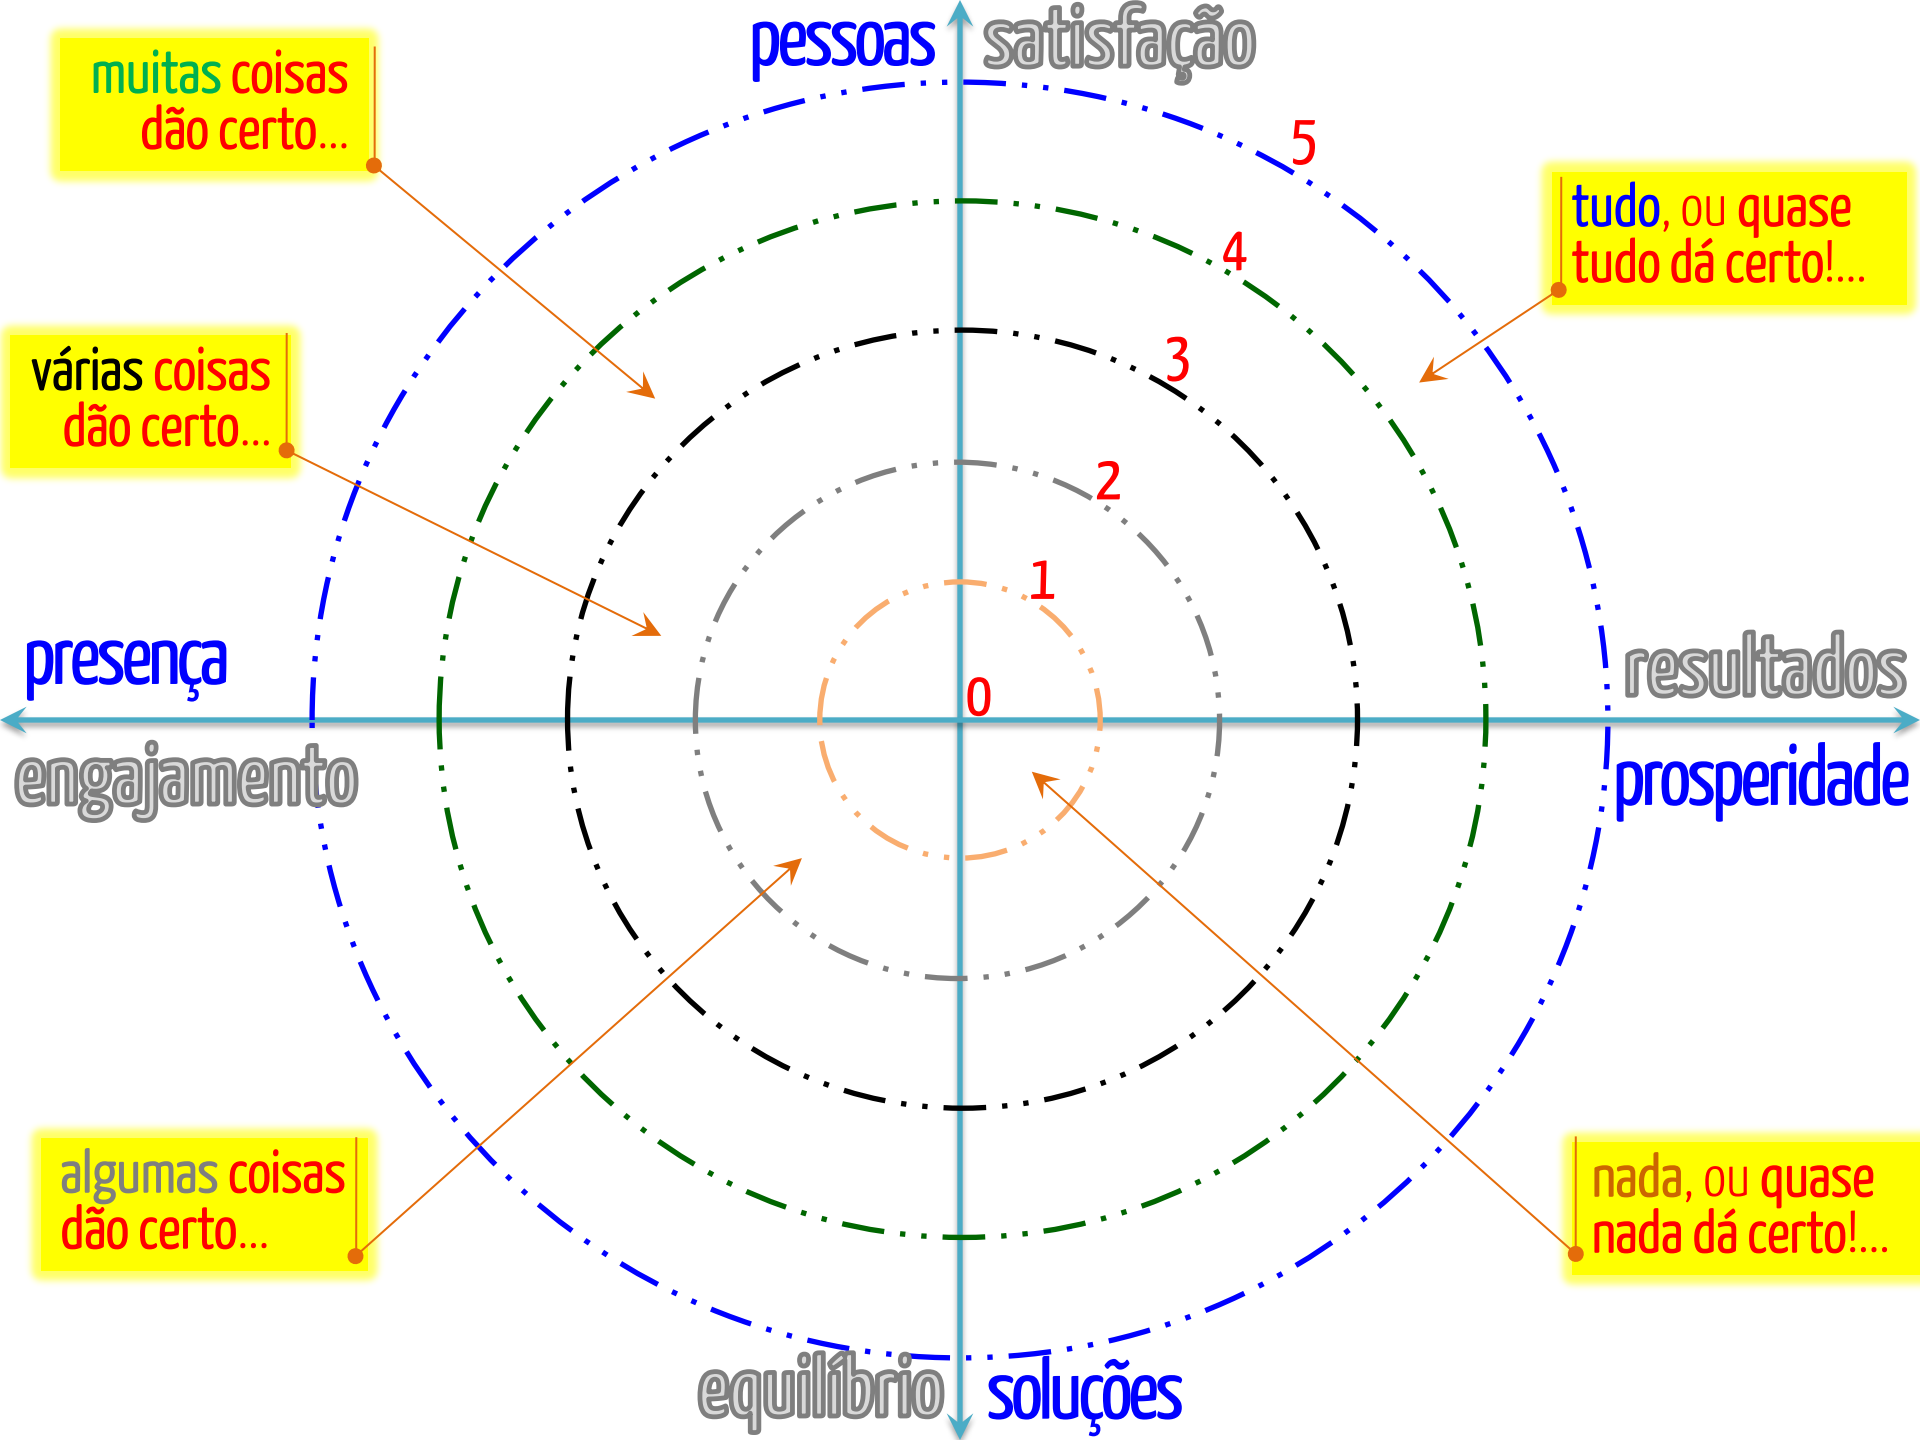 pessoas satisfação
muitas coisas
dão certo...
5
tudo, ou quase
tudo dá certo!...
4
várias coisas
dão certo...
3
2
1
presença
0
resultados
engajamento
prosperidade
algumas coisas
dão certo...
nada, ou quase
nada dá certo!...
equilíbrio soluções